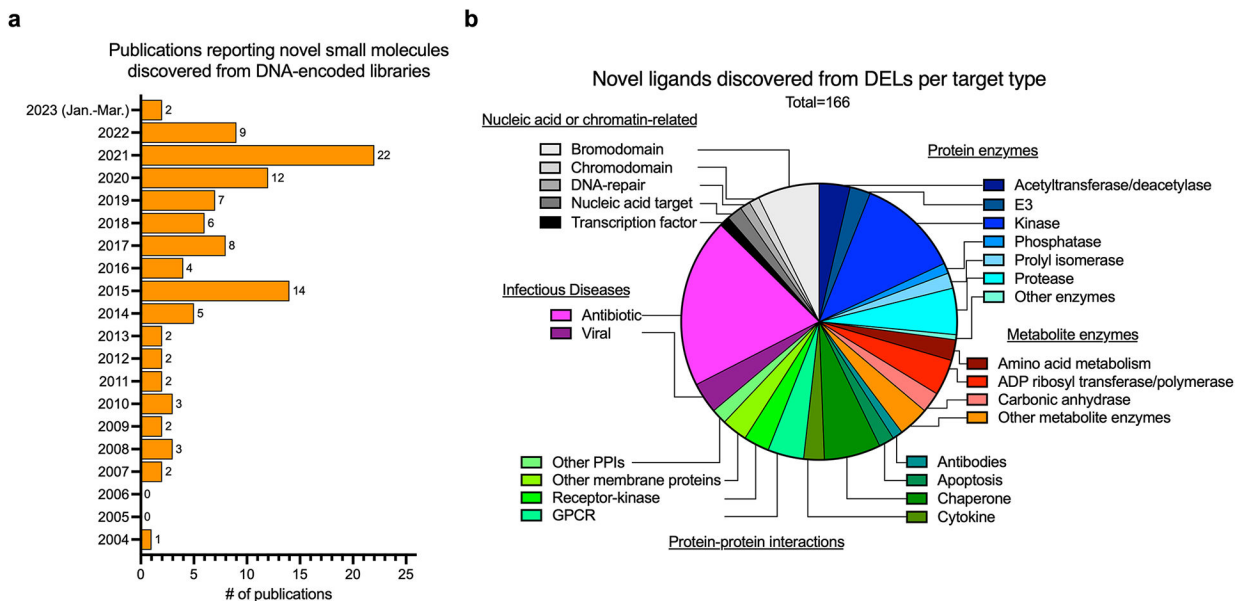 a
Publications reporting novel small molecules
discovered from DNA-encoded libraries
2023 (Jan.-Mar.) 2
2022 9
2021 22
2020 12
2019 7
2018 6
2017 8
2016 4
2015 14
2014 5
2013 2
2012 2
2011 2
2010 3
2009 2
2008 3
2007 2
2006 0
2005 0
2004 1
0 5 10 15 20 25
# of publications
b
Novel ligands discovered from DELs per target type
Total=166
Nucleic acid or chromatin-related
Bromodomain
Chromodomain
DNA-repair
Nucleic acid target
Transcription factor
Infectious Diseases
Antibiotic
Viral
Protein enzymes
Acetyltransferase/deacetylase
E3
Kinase
Phosphatase
Prolyl isomerase
Protease
Other enzymes
Metabolite enzymes
Amino acid metabolism
ADP ribosyl transferase/polymerase
Carbonic anhydrase
Other metabolite enzymes
Other PPIs
Other membrane proteins
Receptor-kinase
GPCR
Antibodies
Apoptosis
Chaperone
Cytokine
Protein-protein interactions